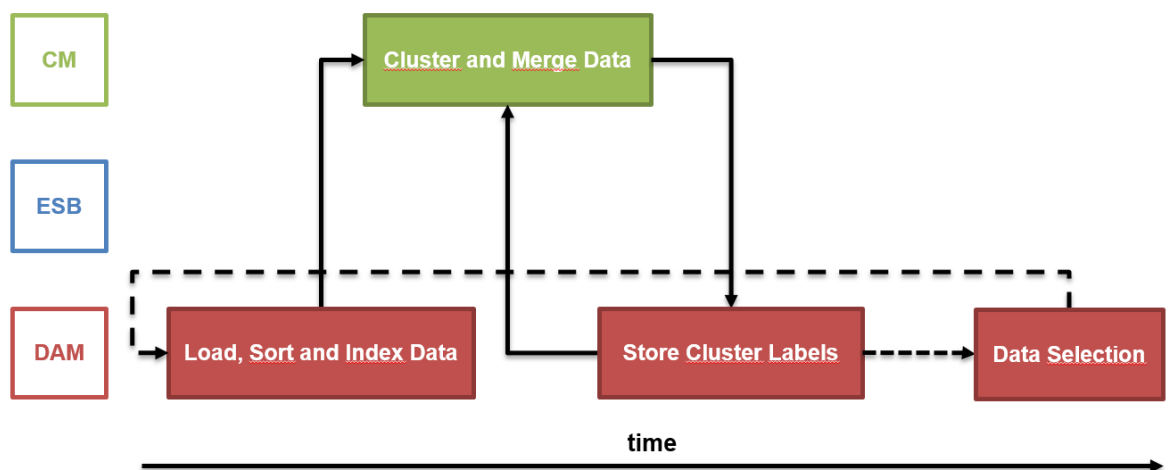 CM
Cluster and Merge Data
ESB
DAM
Load, Sort and Index Data
Store Cluster Labels
Data Selection
time